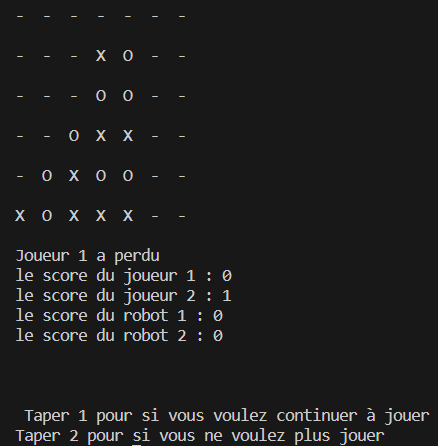 - - - - - - -
- - - X O - -
- - - O O - -
- - O X X - -
- O X O O - -
X O X X X - -
Joueur 1 a perdu
le score du joueur 1 : 0
le score du joueur 2 : 1
le score du robot 1 : 0
le score du robot 2 : 0
Taper 1 pour si vous voulez continuer à jouer
Taper 2 pour si vous ne voulez plus jouer